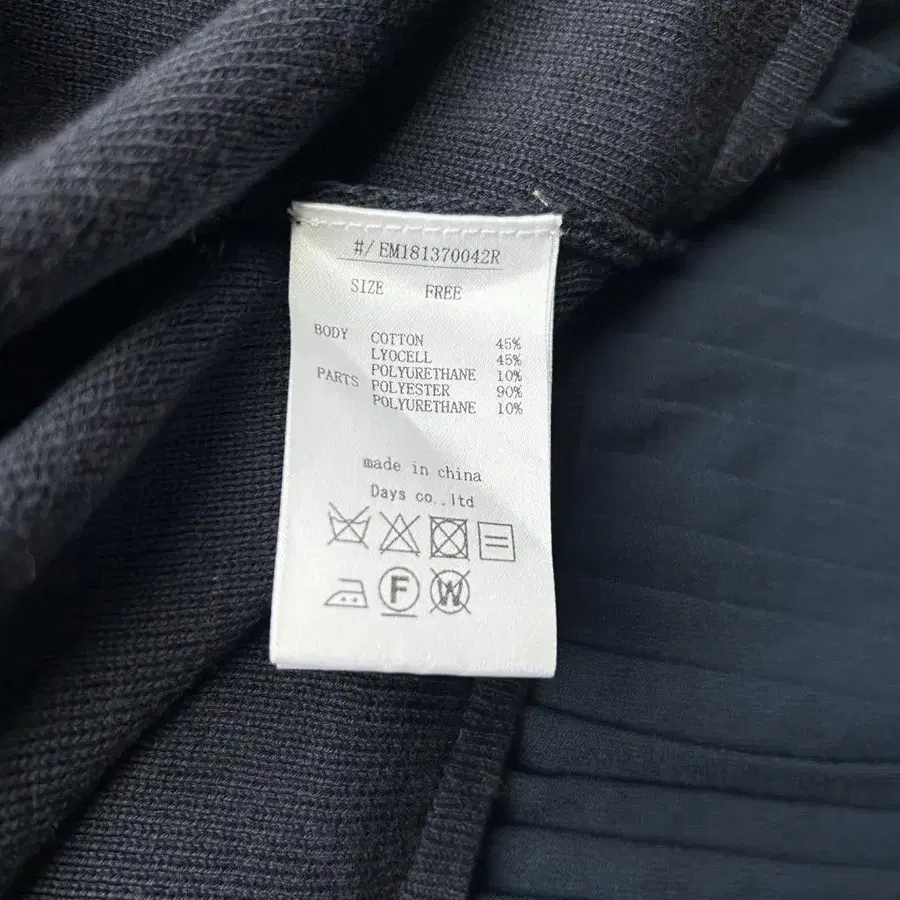 #/ EM181370042R
SIZE FREE
BODY COTTON 45%
LYOCELL 45%
POLYURETHANE 10%
PARTS POLYESTER 90%
POLYURETHANE 10%
made in china
Days co.,ltd
F W